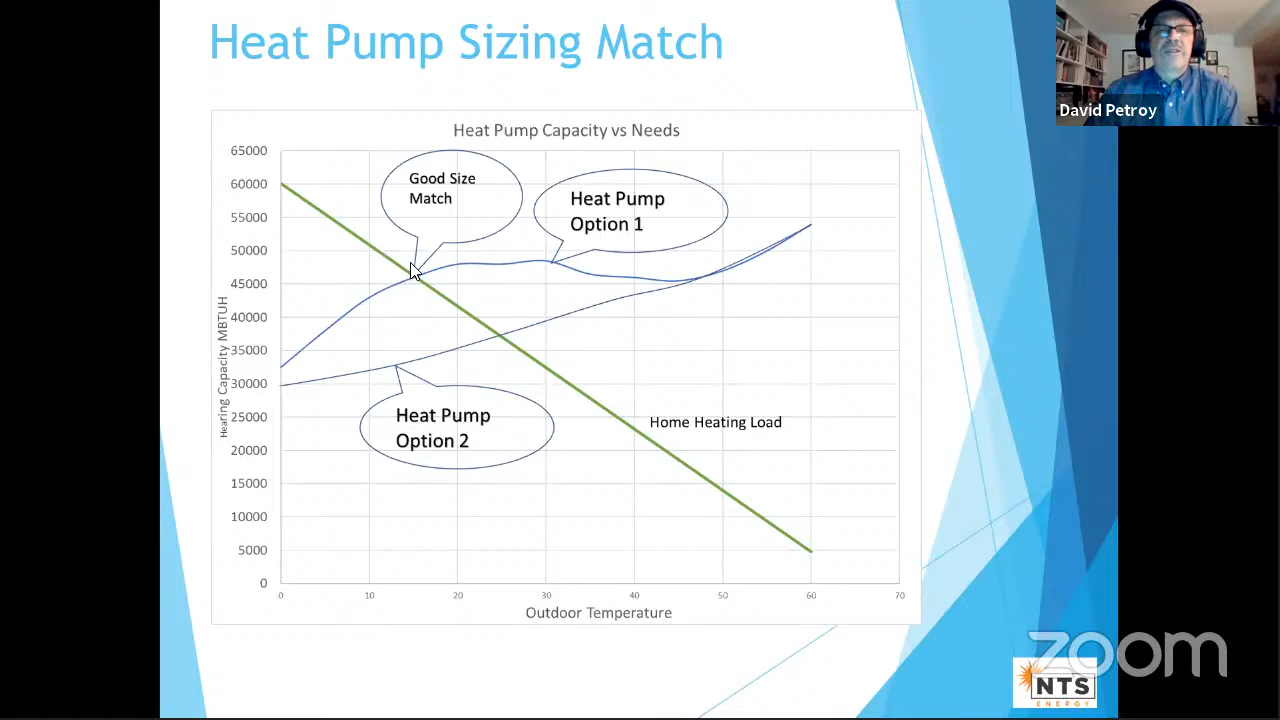 Heat Pump Sizing Match
David Petroy
Heat Pump Capacity vs Needs
65000
60000
55000
50000
45000
40000
35000
30000
25000
20000
15000
10000
5000
0
Hearing Capacity MBTUH
Good Size
Match
Heat Pump
Option 1
Heat Pump
Option 2
Home Heating Load
0 10 20 30 40 50 60 70
Outdoor Temperature
zoom
NTS
ENERGY